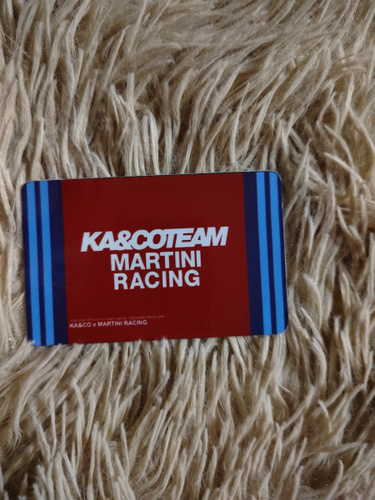 KA&COTEAM
MARTINI
RACING
KA&CO x MARTINI RACING